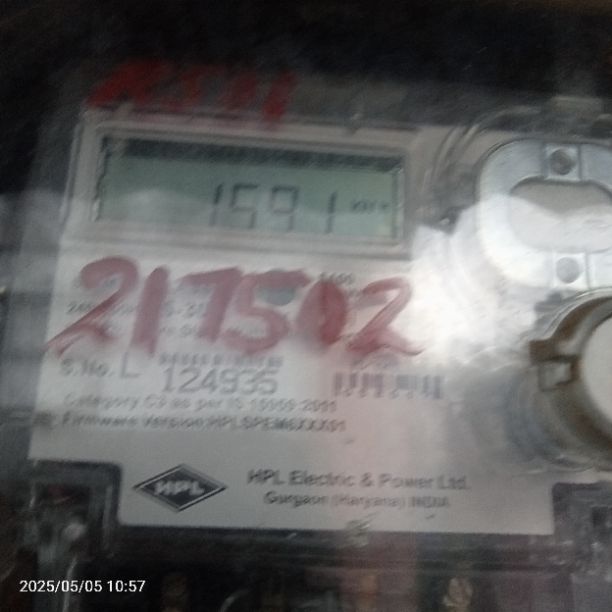 1591
217502
S.No. L 124935
Category C3 as per IS 15959:2011
Firmware Version:HPLSPEM6XXX01
HPL
HPL Electric & Power Ltd.
Gurgaon (Haryana) INDIA
2025/05/05 10:57